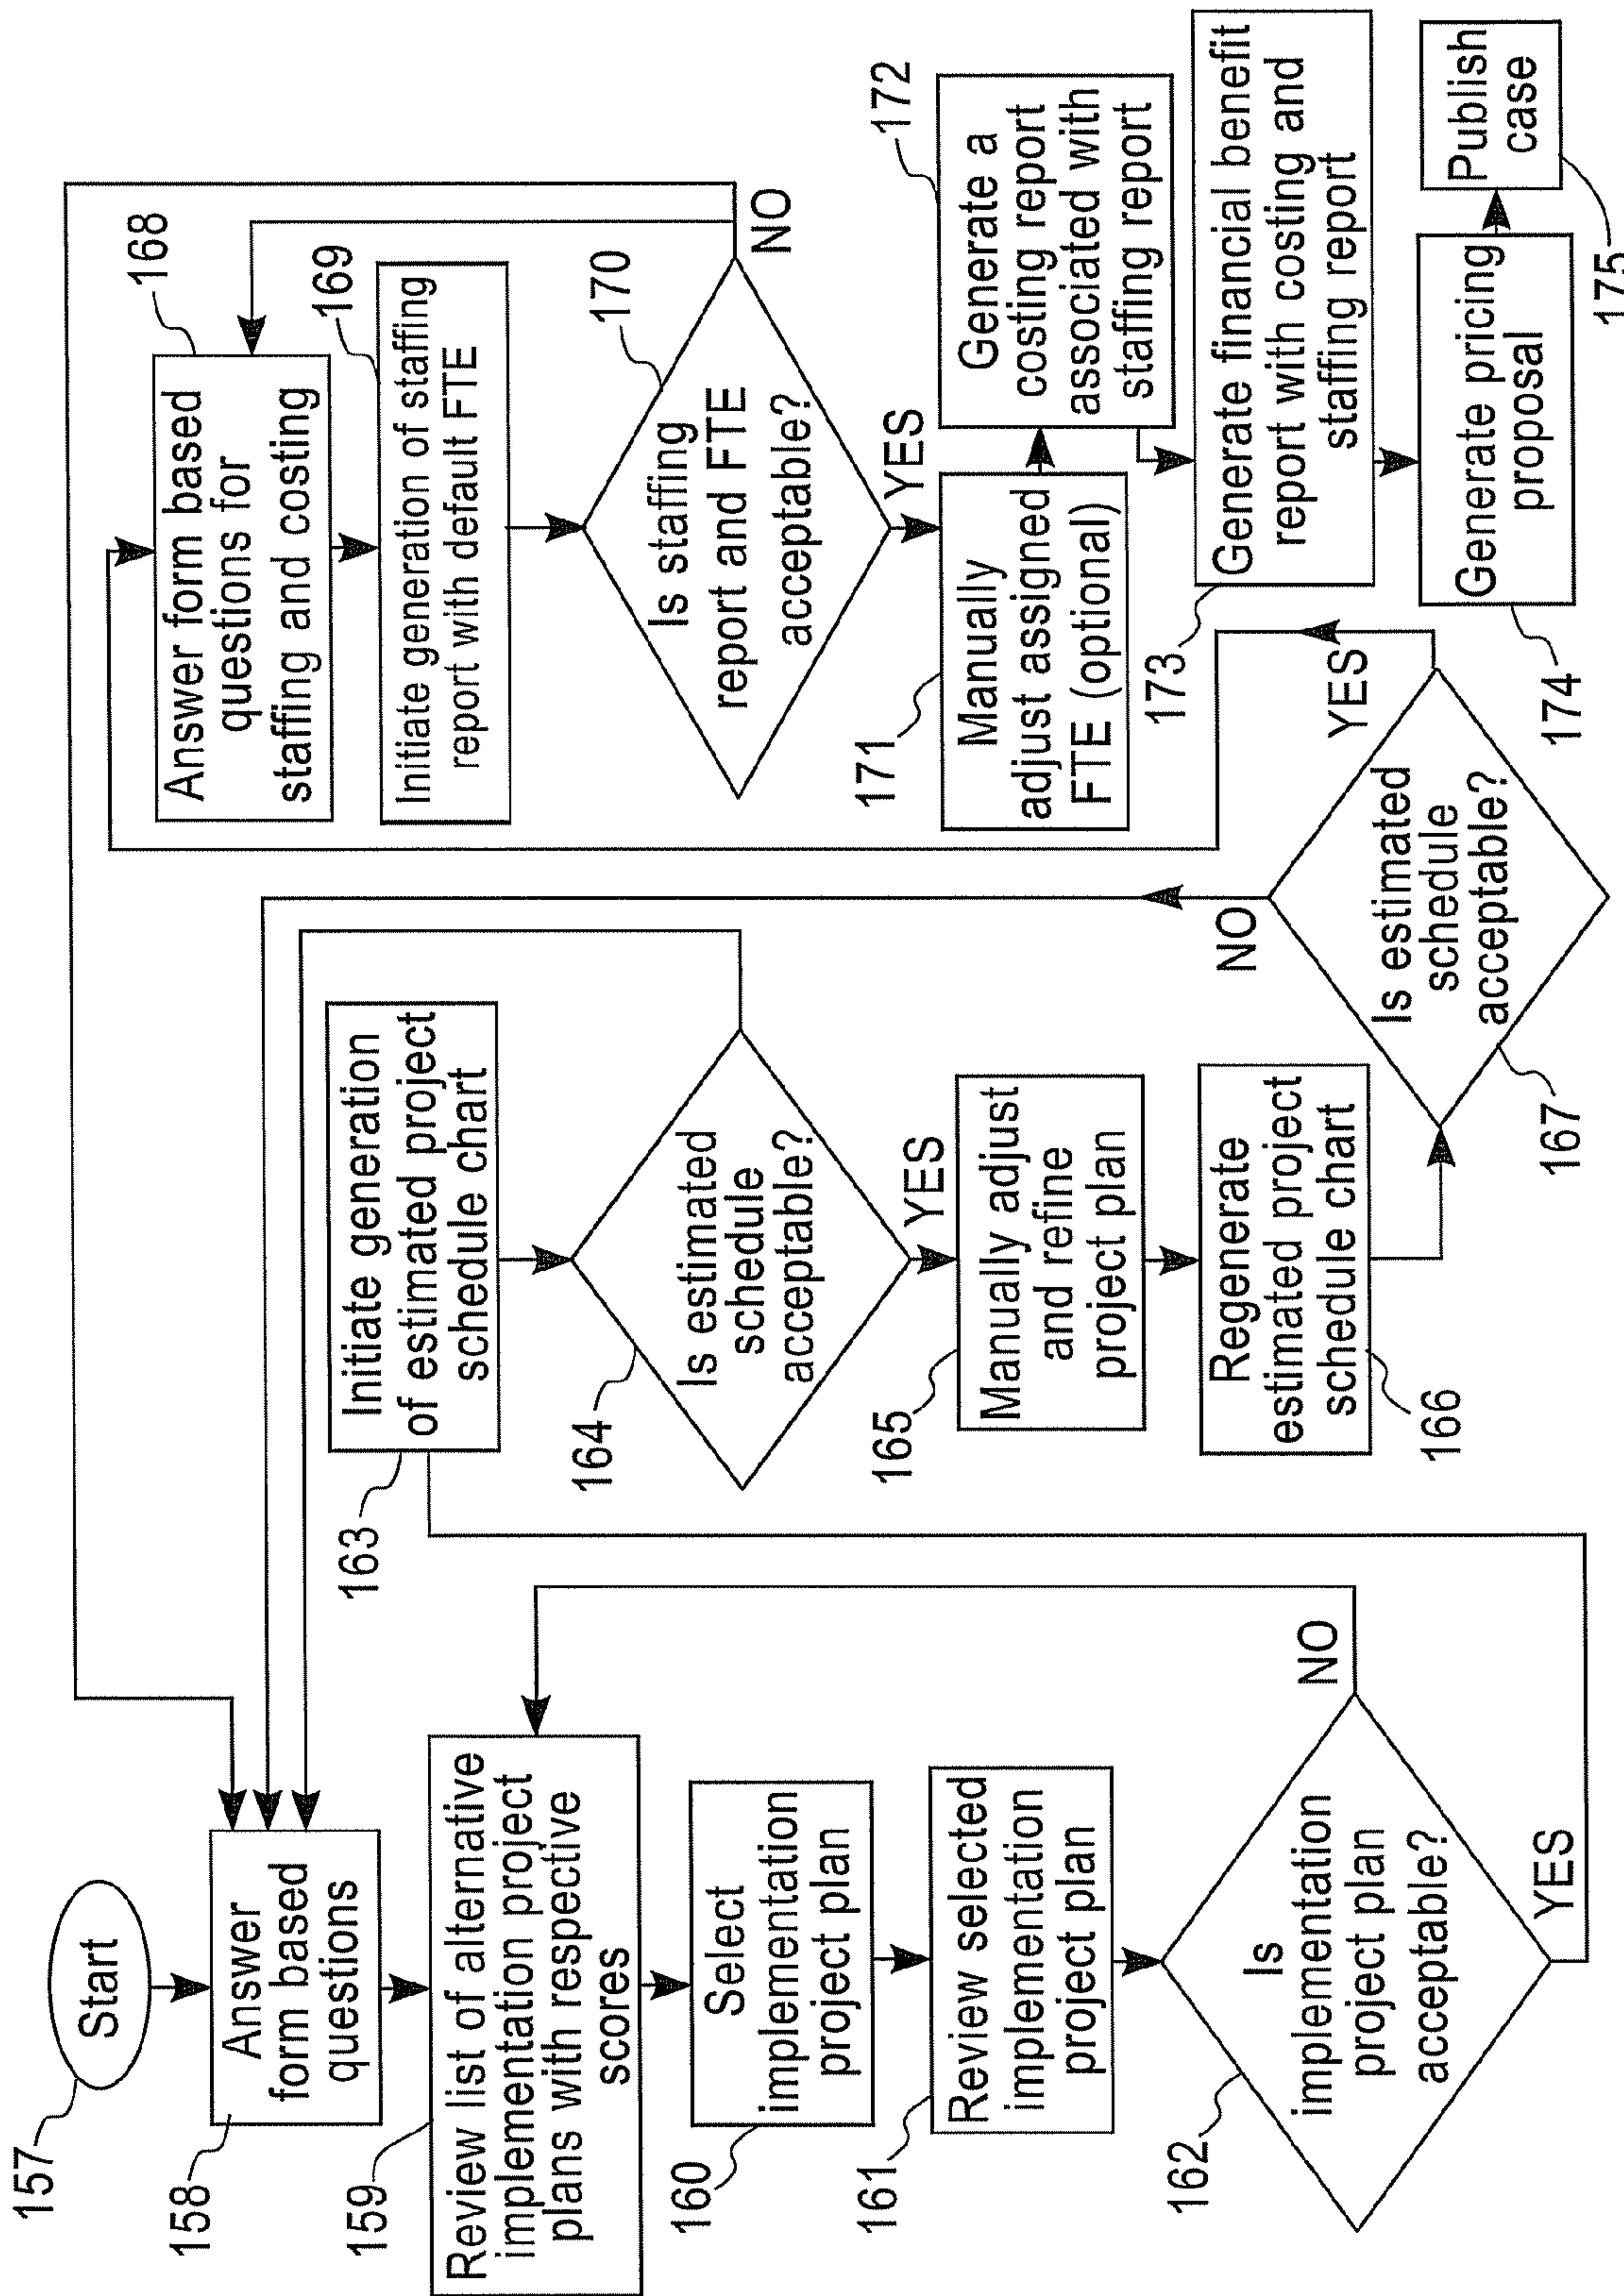 157
Start
158
Answer
form based
questions
159
Review list of alternative
implementation project
plans with respective
scores
160
Select
implementation
project plan
161
Review selected
implementation
project plan
162
Is
implementation
project plan
acceptable?
NO
YES
163
Initiate generation
of estimated project
schedule chart
164
Is estimated
schedule
acceptable?
YES
165
Manually adjust
and refine
project plan
166
Regenerate
estimated project
schedule chart
167
Is estimated
schedule
acceptable?
NO
YES
168
Answer form based
questions for
staffing and costing
169
Initiate generation of staffing
report with default FTE
170
Is staffing
report and FTE
acceptable?
NO
YES
171
Manually
adjust assigned
FTE (optional)
172
Generate a
costing report
associated with
staffing report
173
Generate financial benefit
report with costing and
staffing report
174
Generate pricing
proposal
175
Publish
case